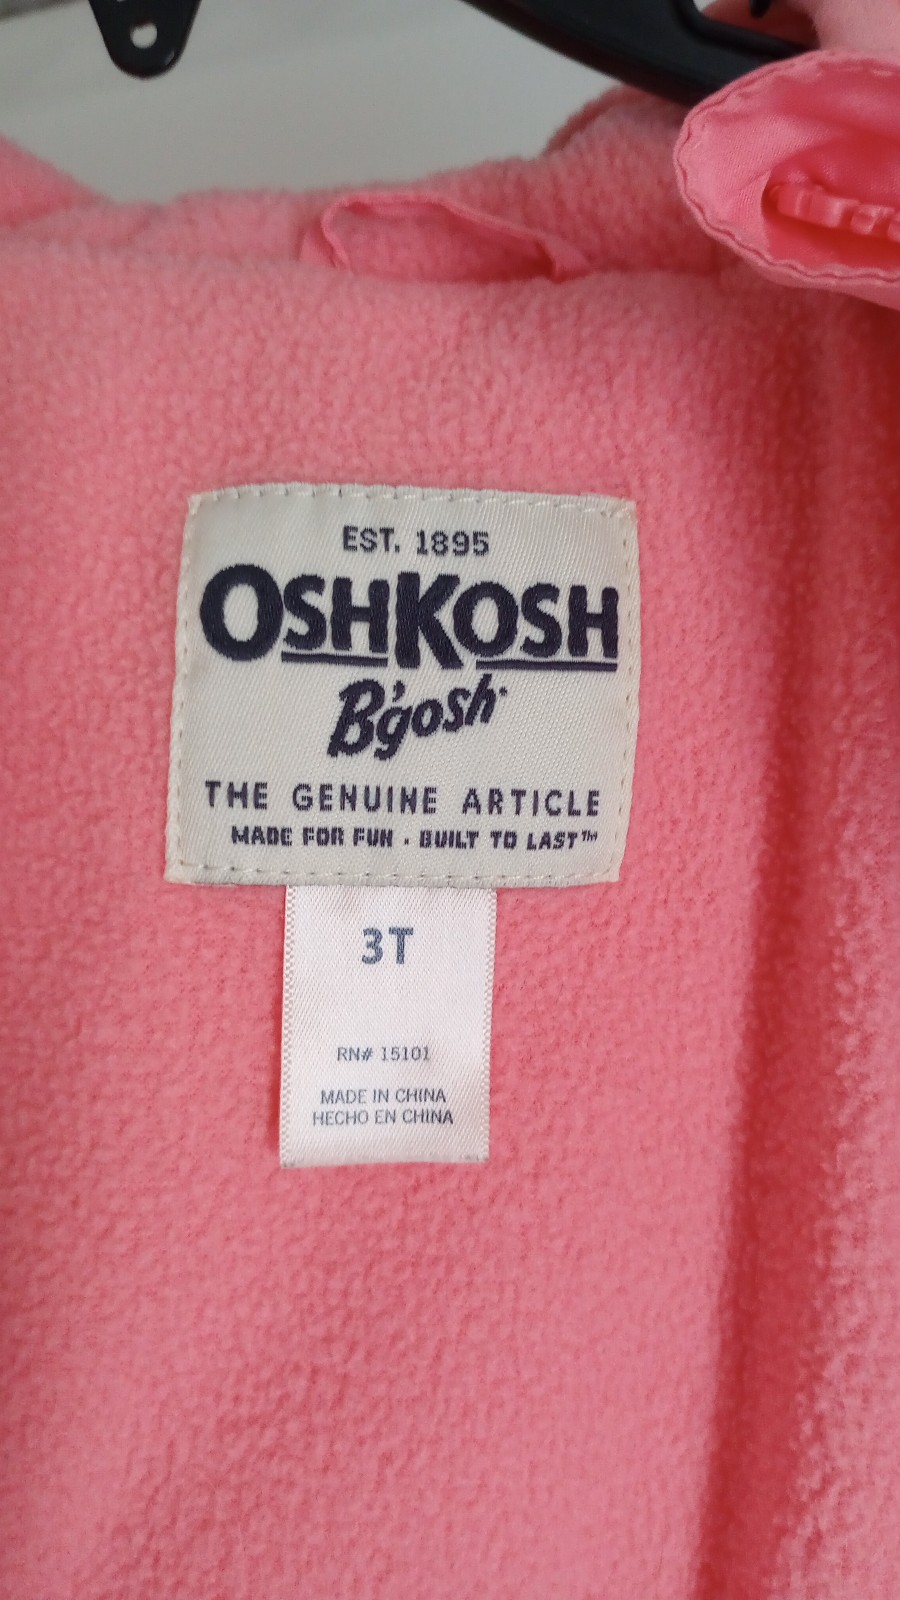 EST. 1895
OSHKOSH
B'gosh
THE GENUINE ARTICLE
MADE FOR FUN · BUILT TO LAST™
3T
RN# 15101
MADE IN CHINA
HECHO EN CHINA